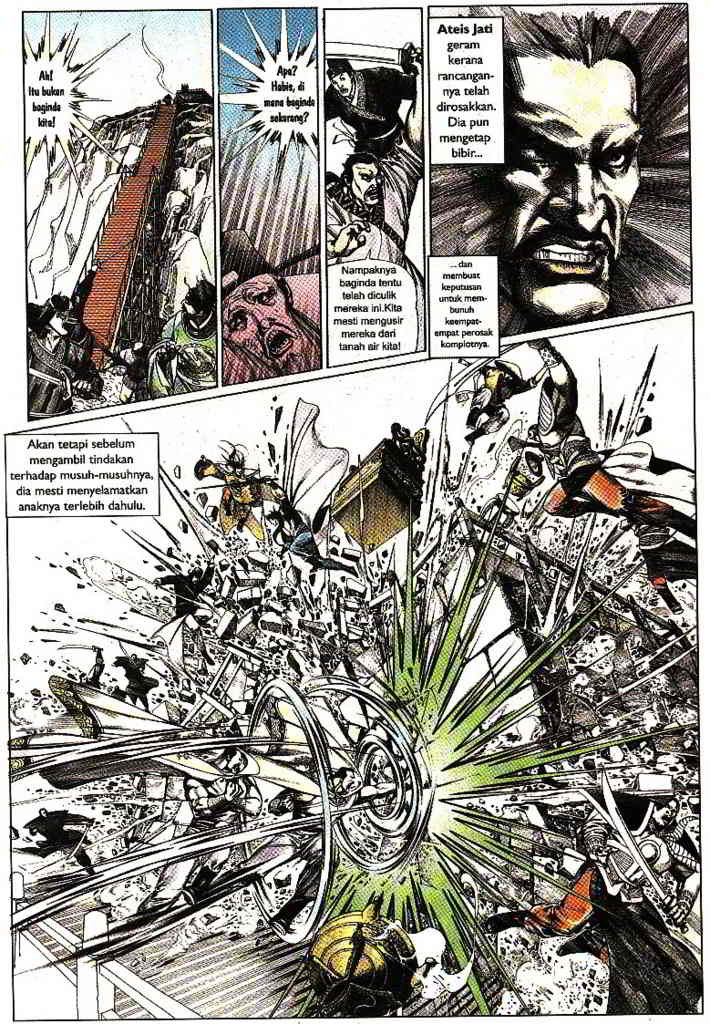 Ah!
Itu bukan
baginda
kita!
Apa?
Habis, di
mana baginda
sekarang?
Nampaknya
baginda tentu
telah diculik
mereka ini.Kita
mesti mengusir
mereka dari
tanah air kita!
Ateis Jati
geram
kerana
rancangan-
nya telah
dirosakkan.
Dia pun
mengetap
bibir...
... dan
membuat
keputusan
untuk mem-
bunuh
keempat-
empat perosak
komplotnya.
Akan tetapi sebelum
mengambil tindakan
terhadap musuh-musuhnya,
dia mesti menyelamatkan
anaknya terlebih dahulu.